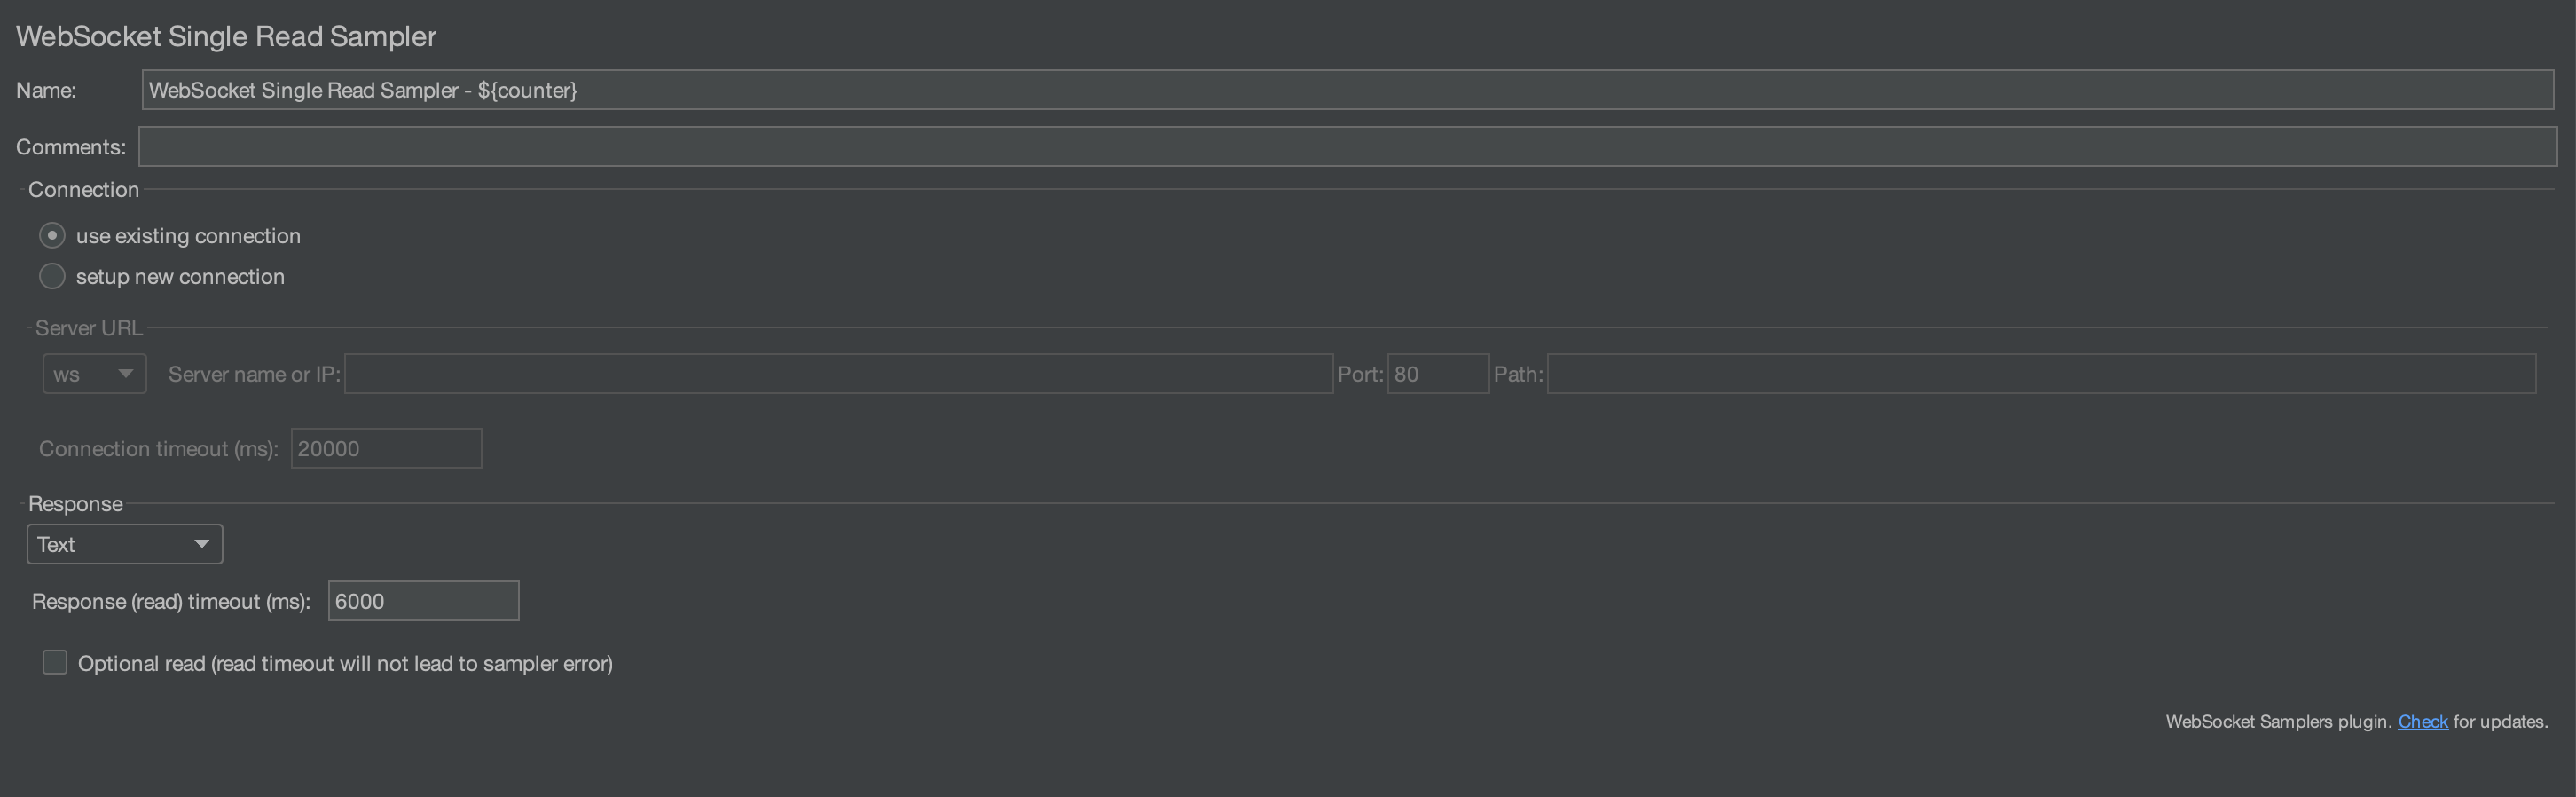 WebSocket Single Read Sampler
Name: WebSocket Single Read Sampler - ${counter}
Comments:
Connection
use existing connection
setup new connection
Server URL
ws Server name or IP: Port: 80 Path:
Connection timeout (ms): 20000
Response
Text
Response (read) timeout (ms): 6000
Optional read (read timeout will not lead to sampler error)
WebSocket Samplers plugin. Check for updates.